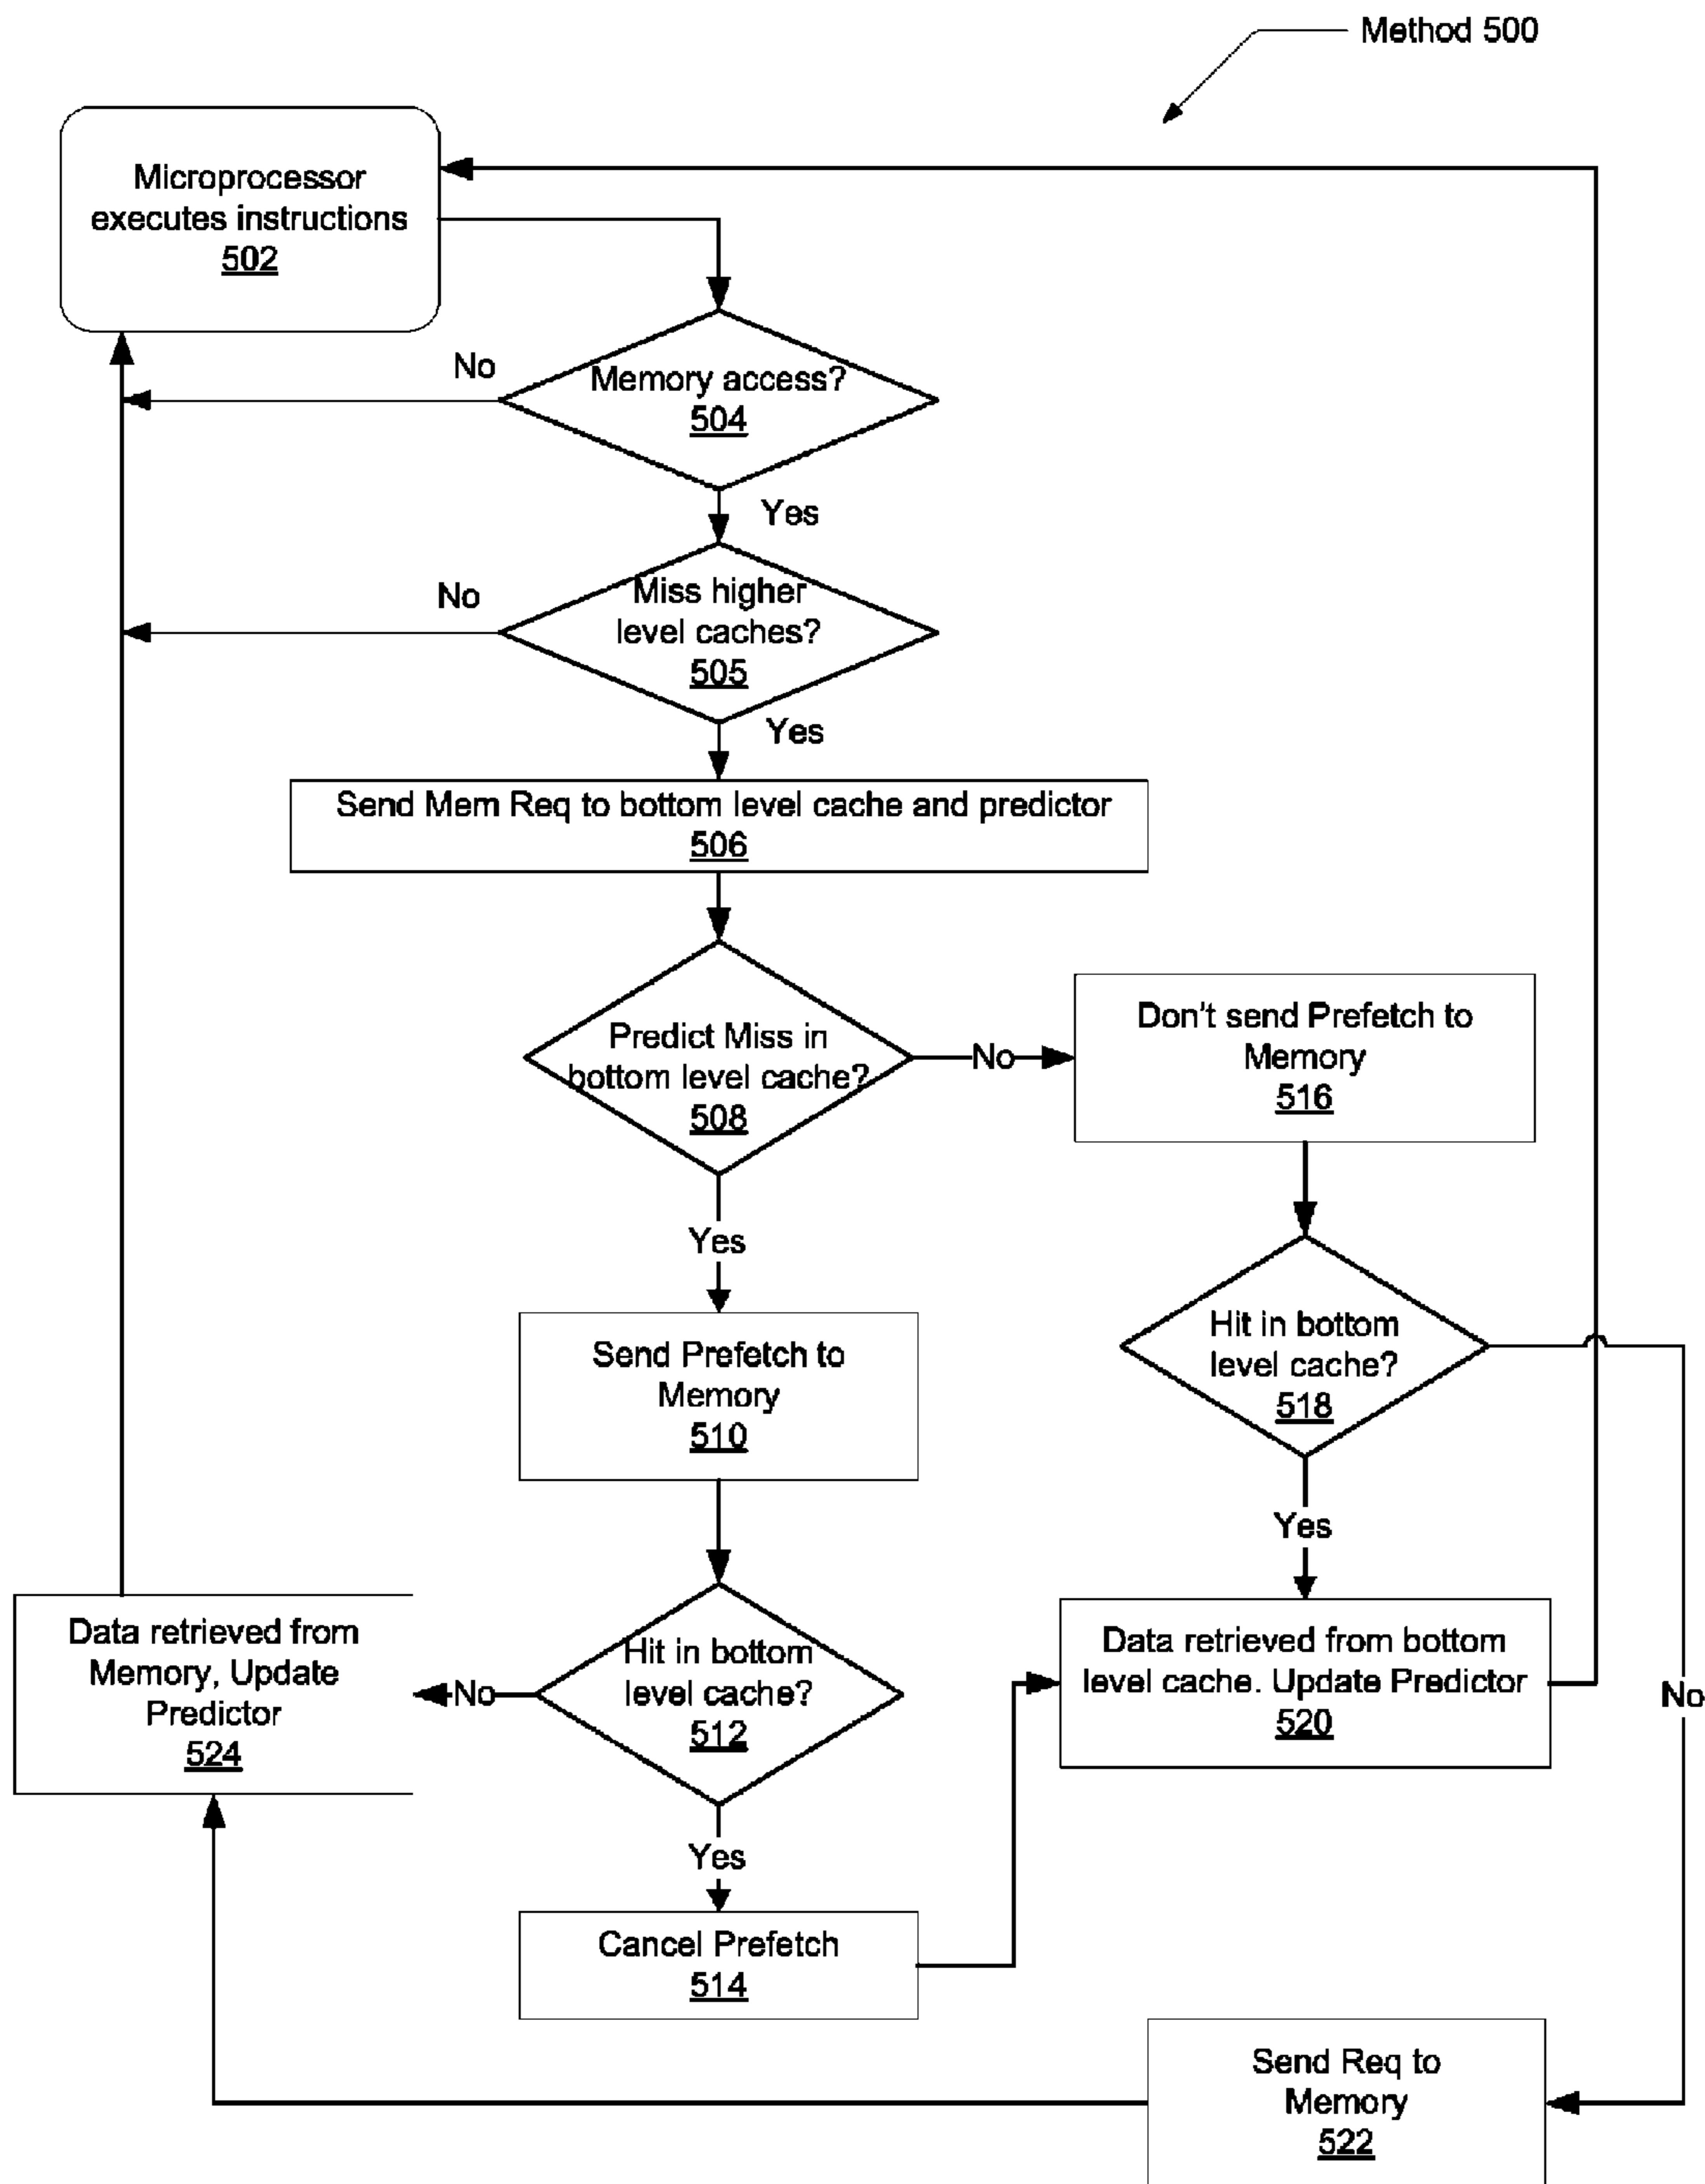 Method 500
Microprocessor
executes instructions
502
No
Memory access?
504
Yes
No
Miss higher
level caches?
505
Yes
Send Mem Req to bottom level cache and predictor
506
Predict Miss in
bottom level cache?
508
No
Don't send Prefetch to
Memory
516
Yes
Send Prefetch to
Memory
510
Hit in bottom
level cache?
518
Yes
Data retrieved from
Memory, Update
Predictor
524
No
Hit in bottom
level cache?
512
Data retrieved from bottom
level cache. Update Predictor
520
No
Yes
Cancel Prefetch
514
Send Req to
Memory
522